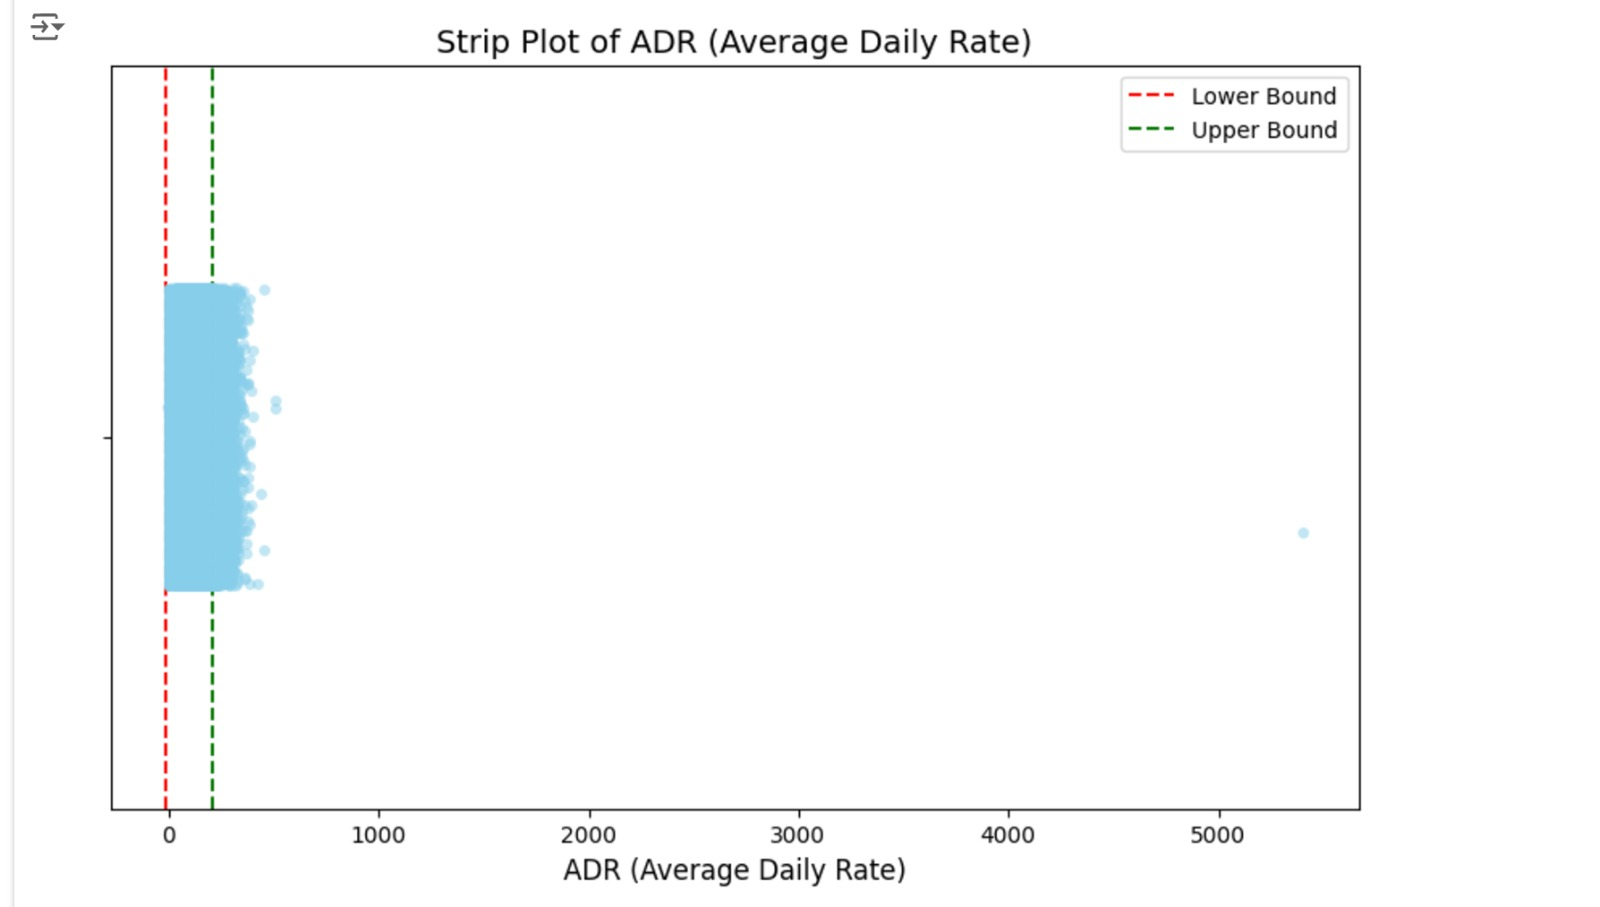 Strip Plot of ADR (Average Daily Rate)
Lower Bound
Upper Bound
0 1000 2000 3000 4000 5000
ADR (Average Daily Rate)